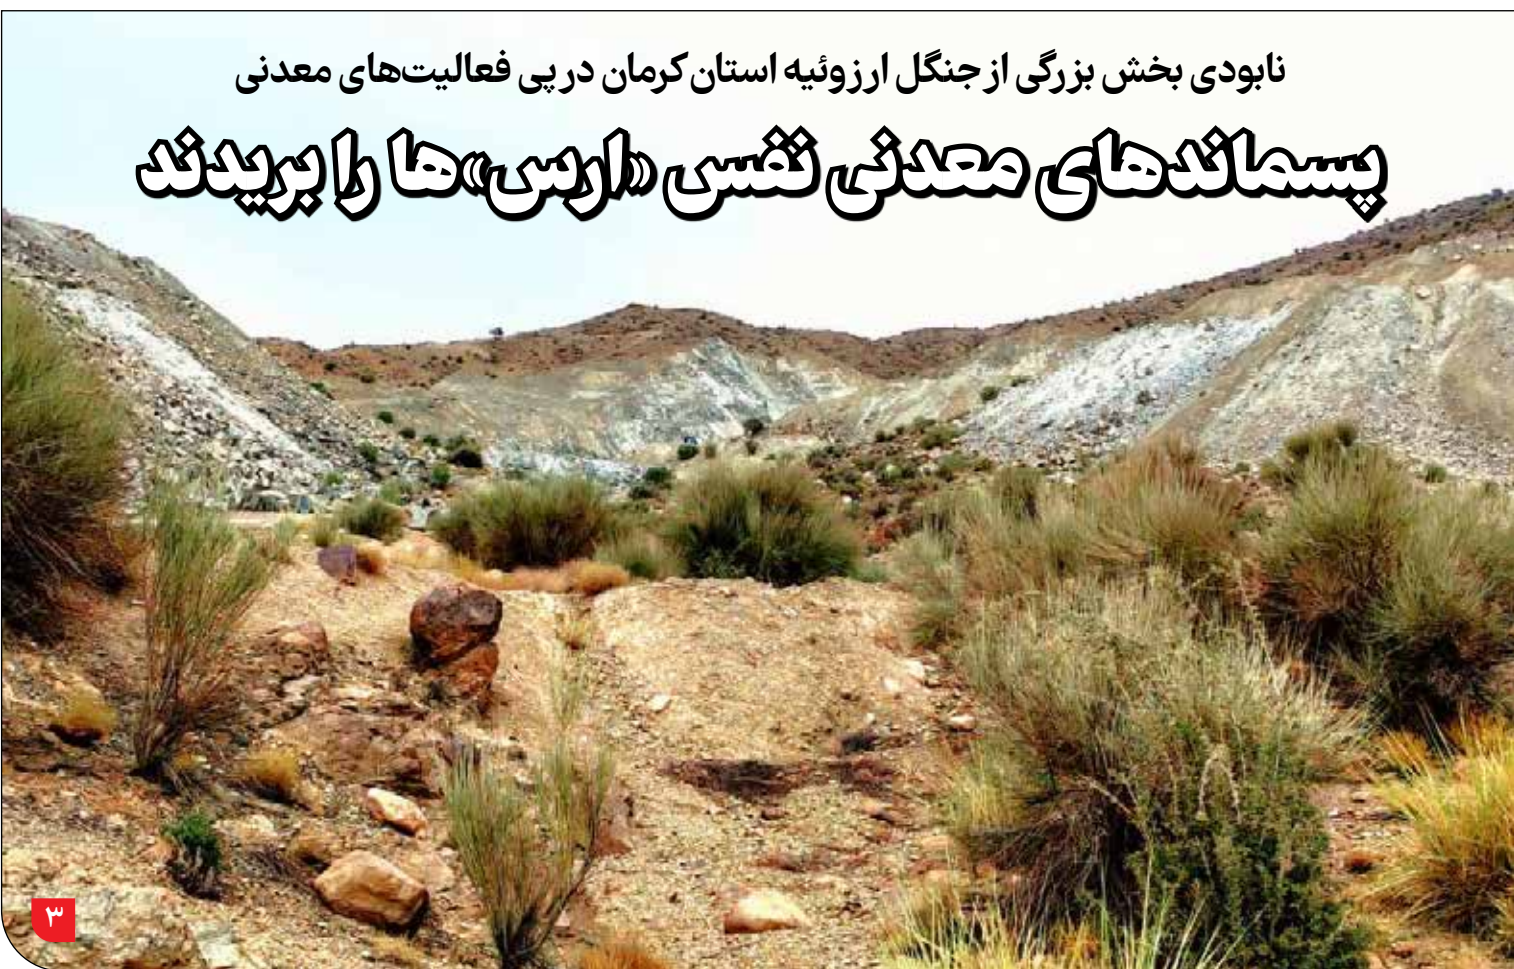 نابودی بخش بزرگی از جنگل ارزوئیه استان کرمان در پی فعالیت‌های معدنی
پسماندهای معدنی نفس «ارس»ها را بریدند
۳